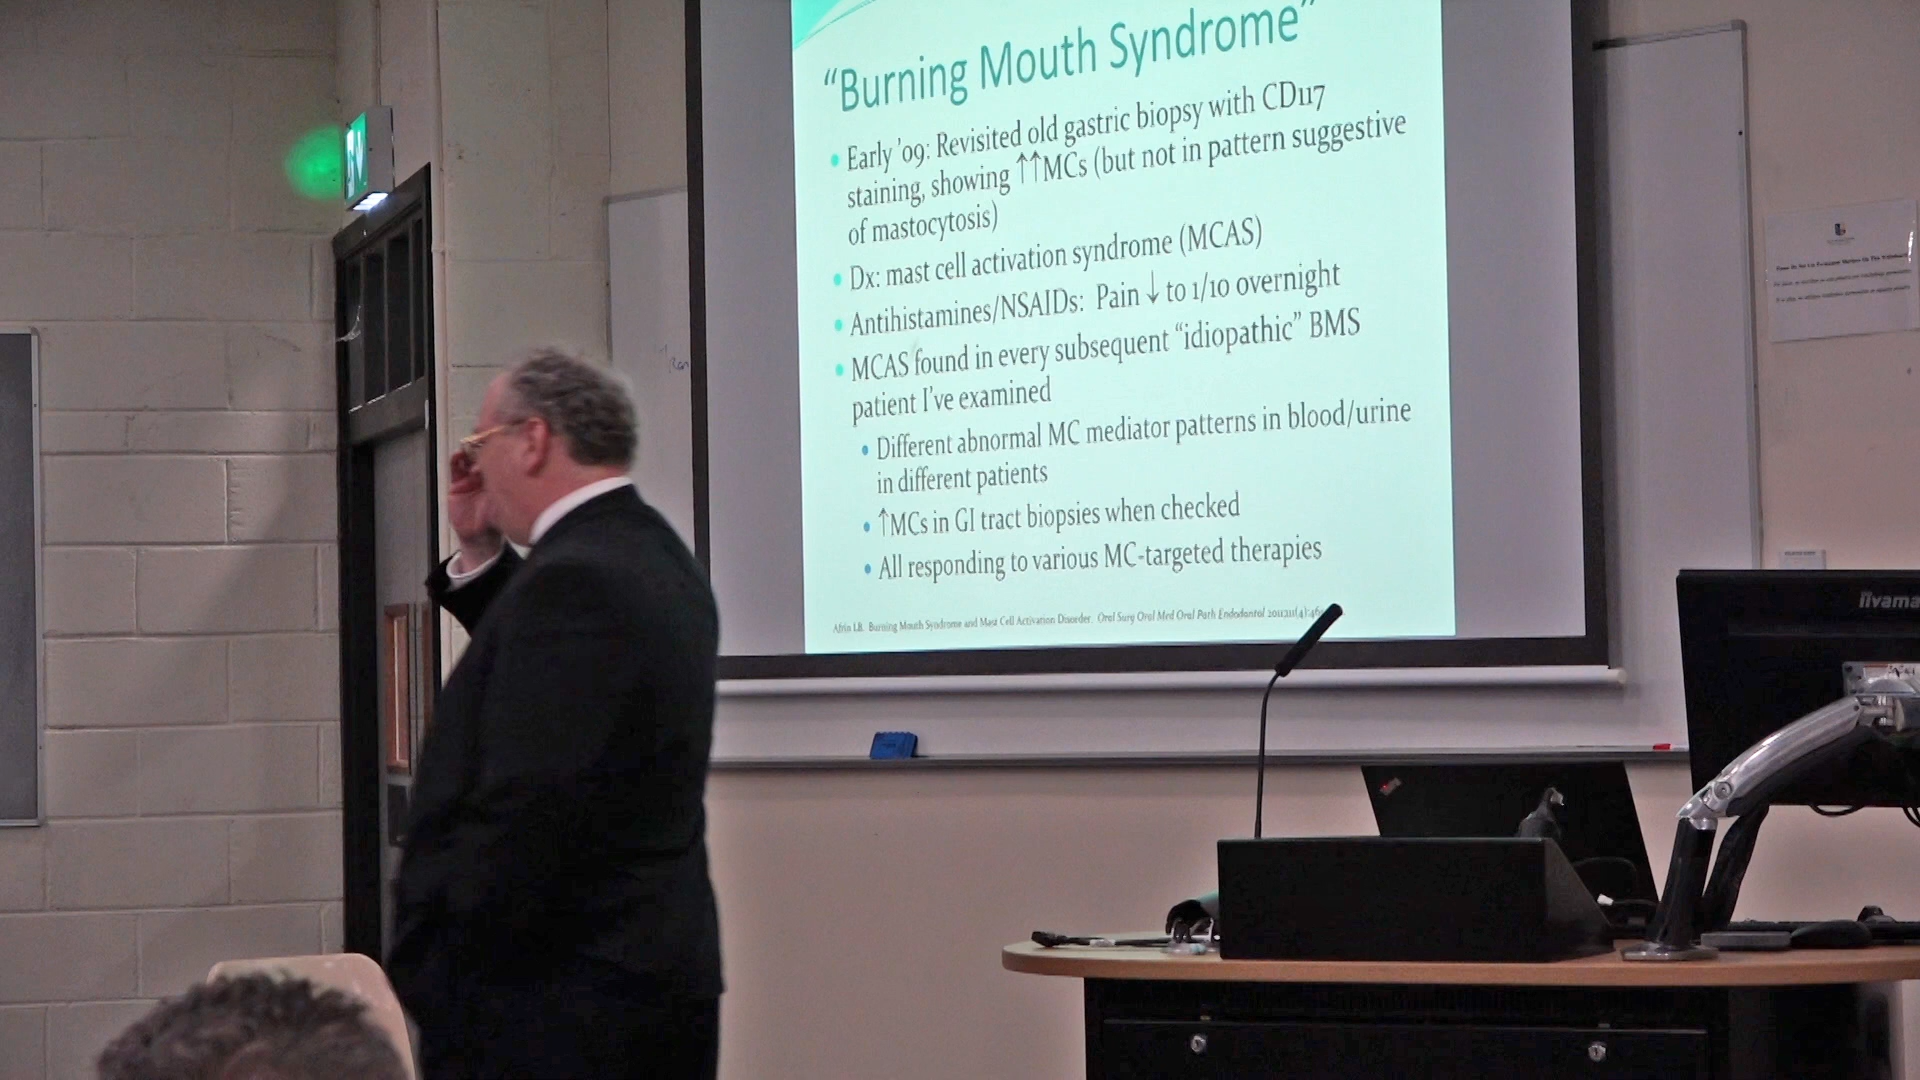 “Burning Mouth Syndrome”
• Early ’09: Revisited old gastric biopsy with CD117
staining, showing ↑↑MCs (but not in pattern suggestive
of mastocytosis)
• Dx: mast cell activation syndrome (MCAS)
• Antihistamines/NSAIDs: Pain ↓ to 1/10 overnight
• MCAS found in every subsequent “idiopathic” BMS
patient I’ve examined
• Different abnormal MC mediator patterns in blood/urine
in different patients
• ↑MCs in GI tract biopsies when checked
• All responding to various MC-targeted therapies
Afrin LB. Burning Mouth Syndrome and Mast Cell Activation Disorder. Oral Surg Oral Med Oral Path Endodontol 2011;111(4):
iiyama